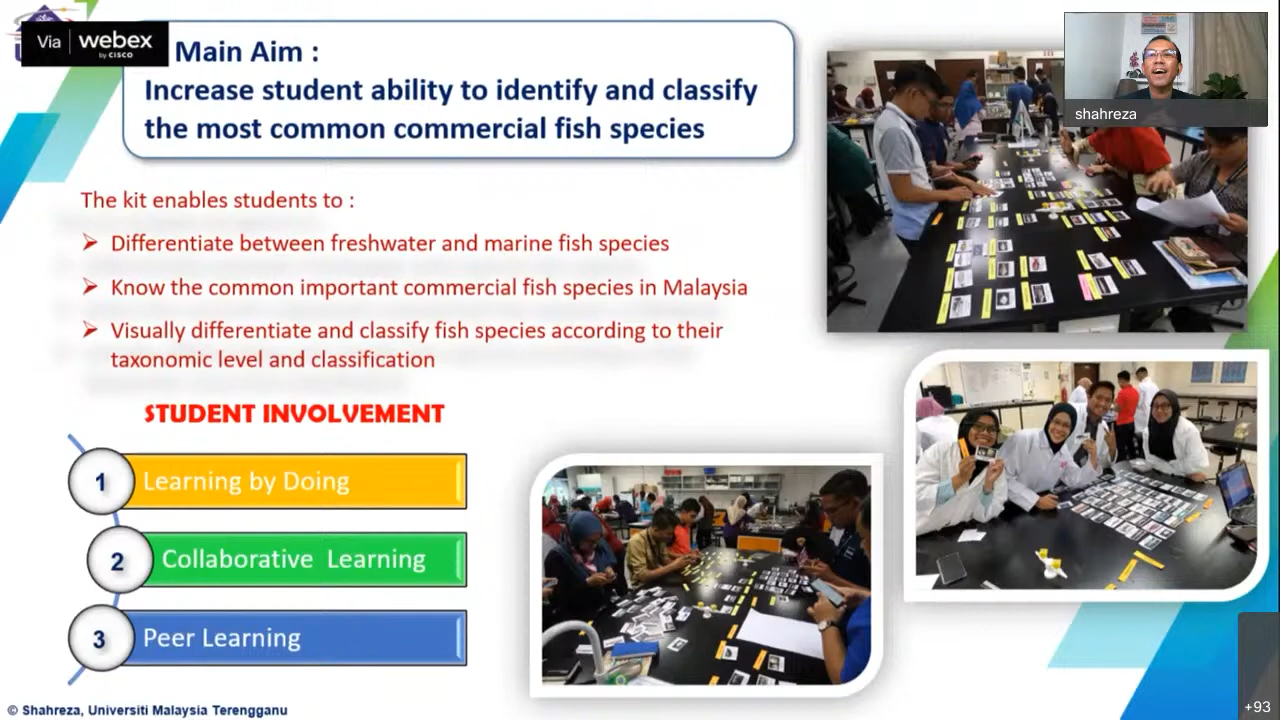 Via webex
by CISCO
Main Aim :
Increase student ability to identify and classify
the most common commercial fish species
shahreza
The kit enables students to :
Differentiate between freshwater and marine fish species
Know the common important commercial fish species in Malaysia
Visually differentiate and classify fish species according to their
taxonomic level and classification
STUDENT INVOLVEMENT
1 Learning by Doing
2 Collaborative Learning
3 Peer Learning
© Shahreza, Universiti Malaysia Terengganu
+93